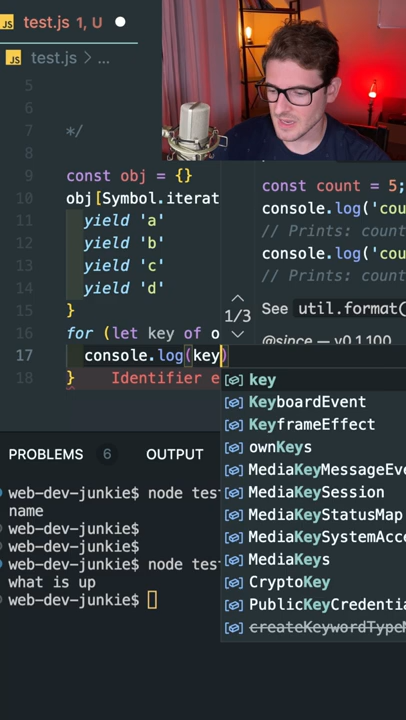 test.js 1, U
test.js > ...
5
6
7 */
8
9 const obj = {}
10 obj[Symbol.iterat
11 yield 'a'
12 yield 'b'
13 yield 'c'
14 yield 'd'
15 }
16 for (let key of o
17 console.log(key)
18 } Identifier e
const count = 5;
console.log('cou
// Prints: count
console.log('cou
// Prints: count
1/3
See util.format(
@since — v0.1.100
key
KeyboardEvent
KeyframeEffect
ownKeys
MediaKeyMessageEve
MediaKeySession
MediaKeyStatusMap
MediaKeySystemAcce
MediaKeys
CryptoKey
PublicKeyCredentia
createKeywordTypeN
PROBLEMS 6 OUTPUT
web-dev-junkie$ node test
name
web-dev-junkie$
web-dev-junkie$
web-dev-junkie$ node test
what is up
web-dev-junkie$